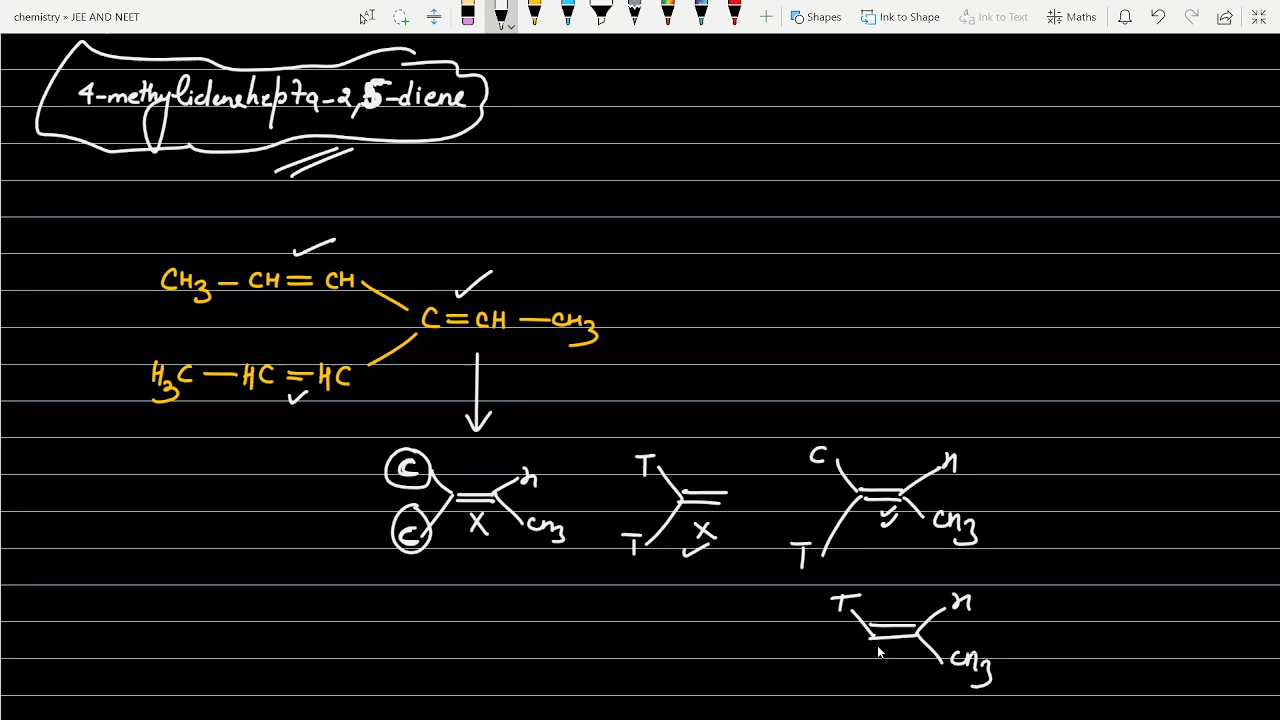 chemistry » JEE AND NEET
Shapes
Ink to Shape
Ink to Text
Maths
4-methylidenehepta-2,5-diene
CH3 - CH = CH
C = CH - CH3
H3C - HC = HC
C H
C X CH3
T
T X
C H
T CH3
T H
CH3